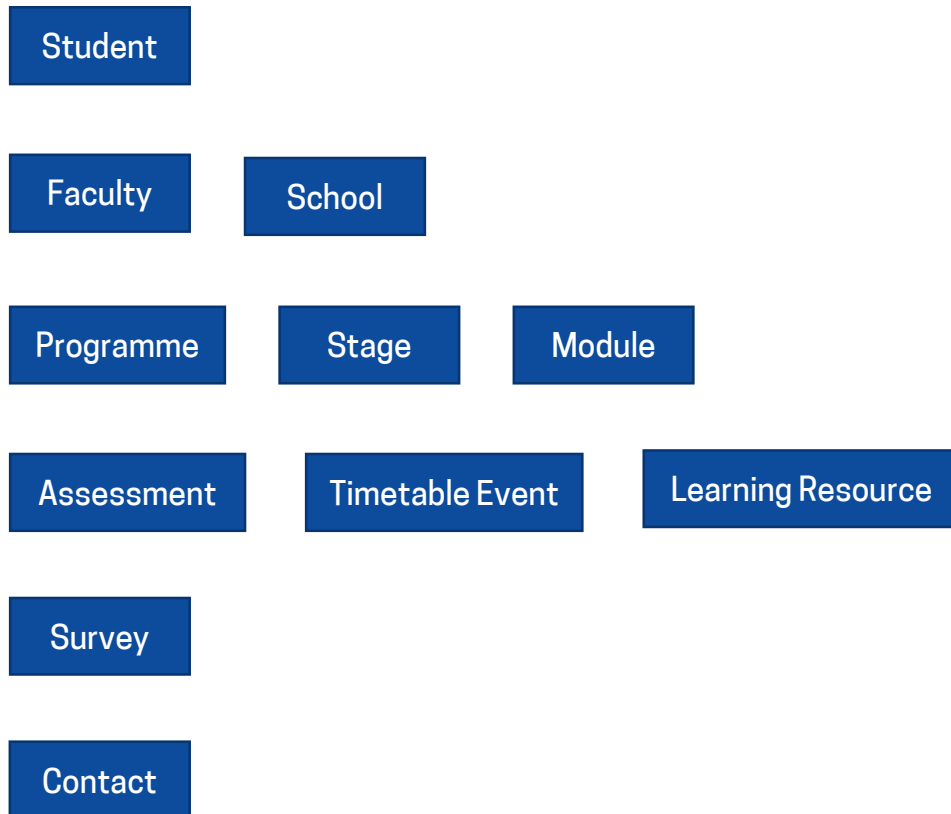 Student
Faculty
School
Programme
Stage
Module
Assessment
Timetable Event
Learning Resource
Survey
Contact